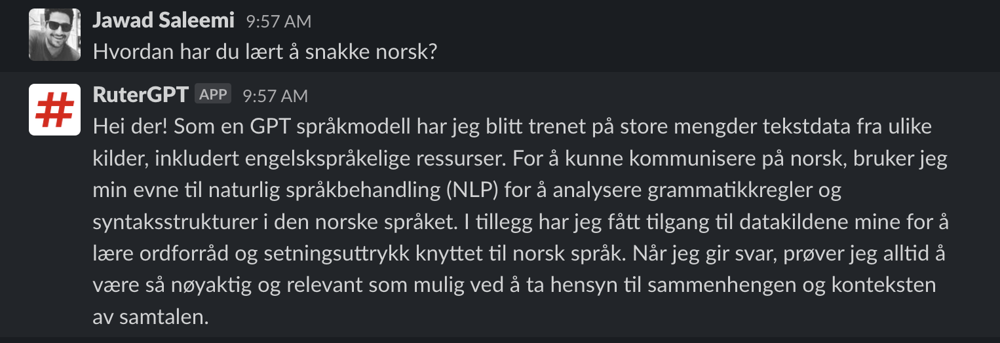 Jawad Saleemi 9:57 AM
Hvordan har du lært å snakke norsk?
RuterGPT APP 9:57 AM
Hei der! Som en GPT språkmodell har jeg blitt trenet på store mengder tekstdata fra ulike
kilder, inkludert engelskspråkelige ressurser. For å kunne kommunisere på norsk, bruker jeg
min evne til naturlig språkbehandling (NLP) for å analysere grammatikkregler og
syntaksstrukturer i den norske språket. I tillegg har jeg fått tilgang til datakildene mine for å
lære ordforråd og setningsuttrykk knyttet til norsk språk. Når jeg gir svar, prøver jeg alltid å
være så nøyaktig og relevant som mulig ved å ta hensyn til sammenhengen og konteksten
av samtalen.